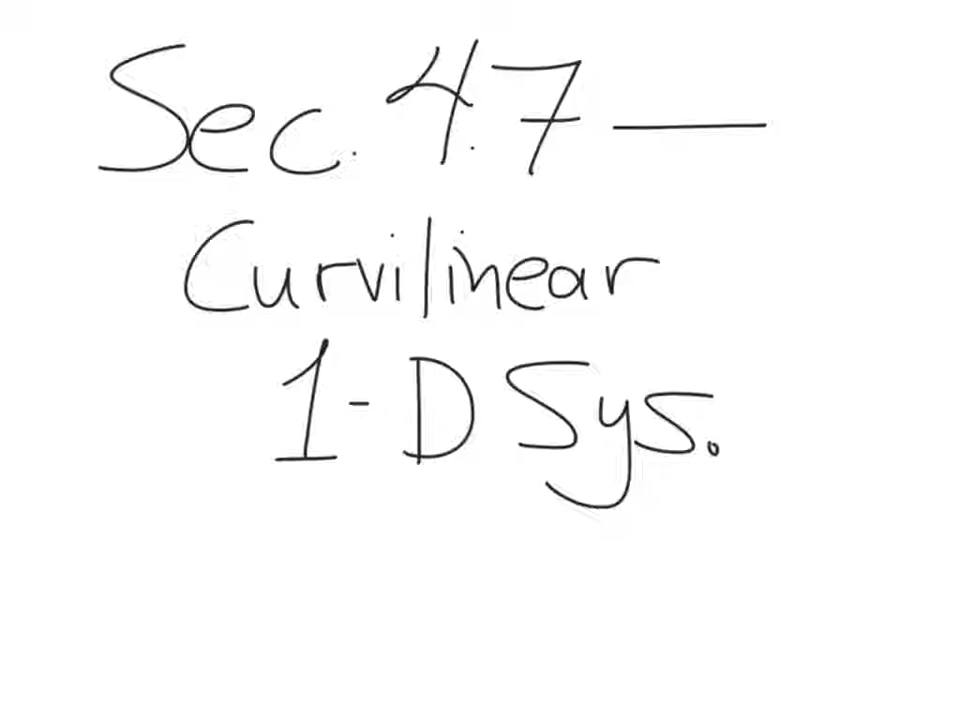 Sec. 4.7 —
Curvilinear
1-D Sys.